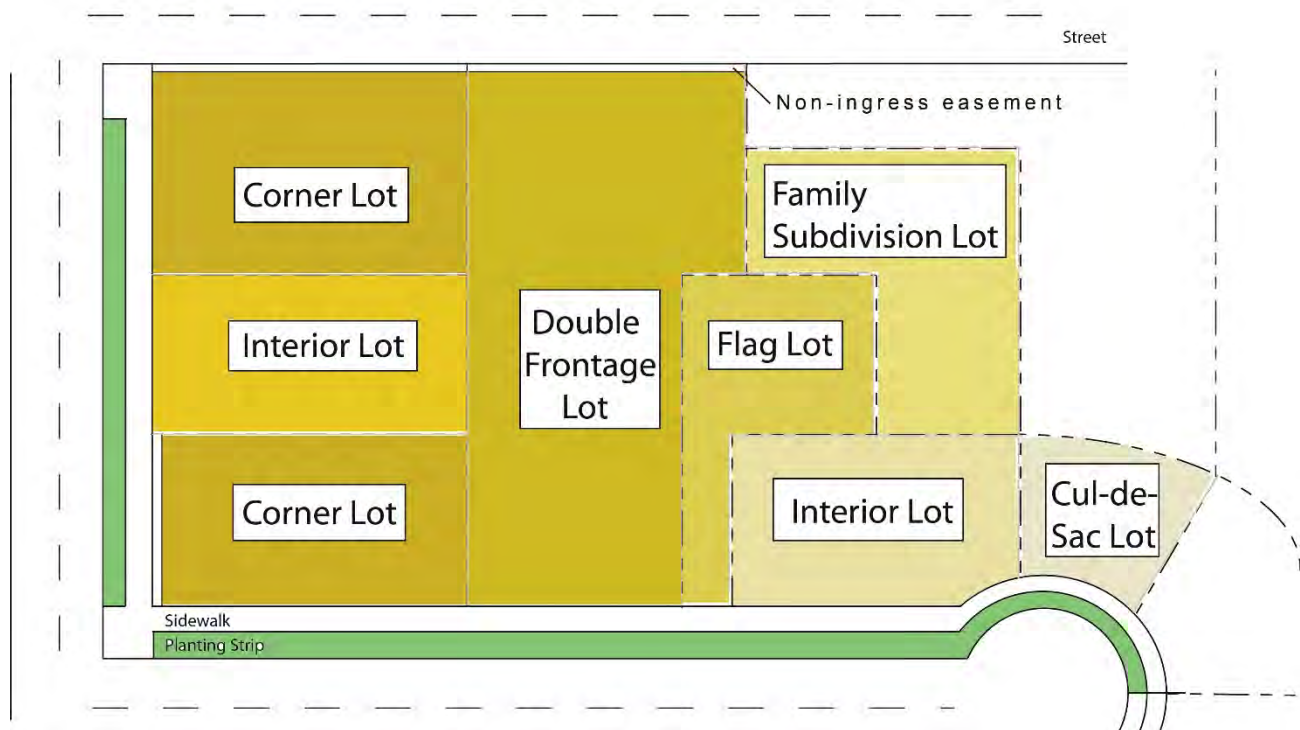 Street
Non-ingress easement
Corner Lot
Family
Subdivision Lot
Interior Lot
Double
Frontage
Lot
Flag Lot
Corner Lot
Interior Lot
Cul-de-
Sac Lot
Sidewalk
Planting Strip